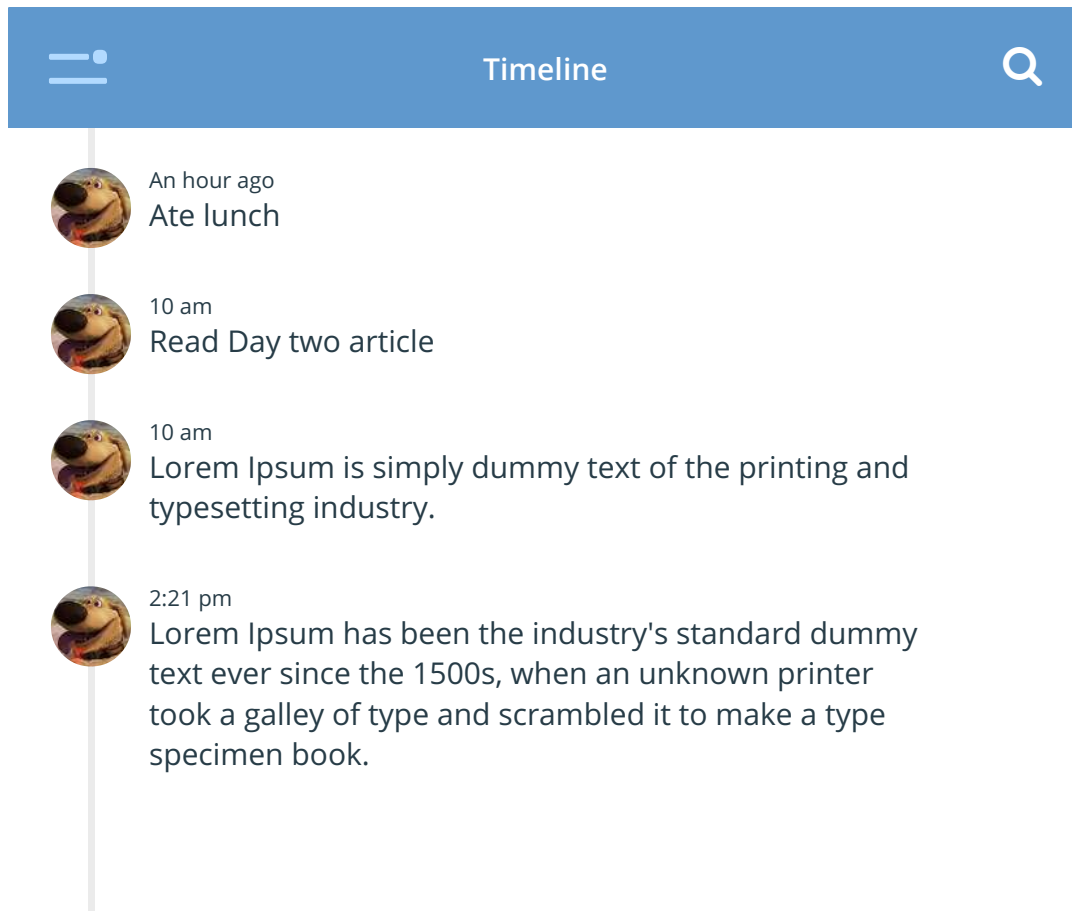 Timeline
An hour ago
Ate lunch
10 am
Read Day two article
10 am
Lorem Ipsum is simply dummy text of the printing and
typesetting industry.
2:21 pm
Lorem Ipsum has been the industry's standard dummy
text ever since the 1500s, when an unknown printer
took a galley of type and scrambled it to make a type
specimen book.